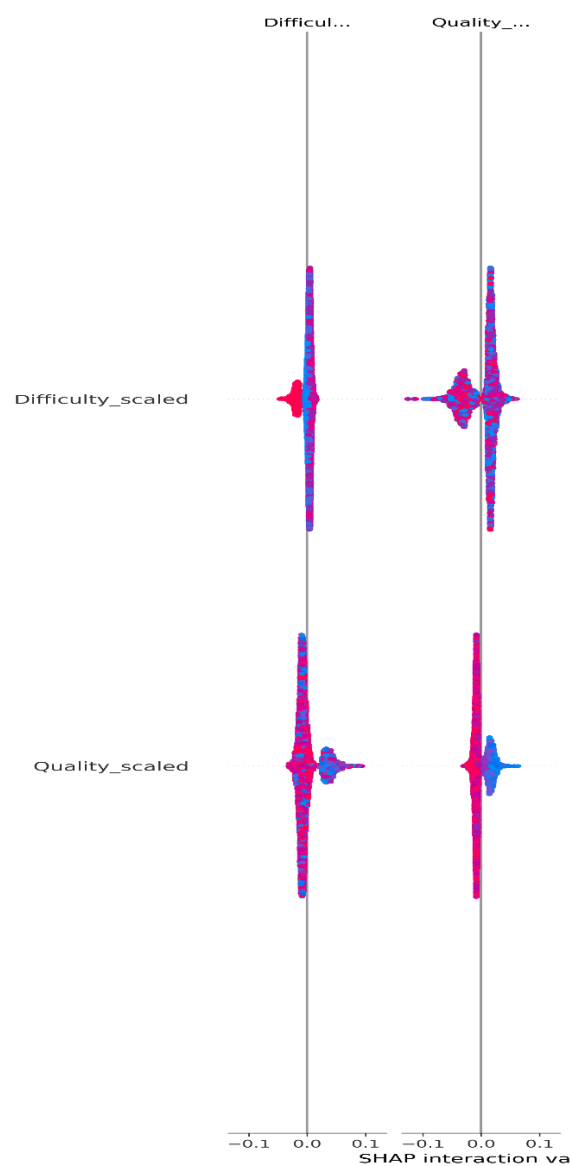 Difficul... Quality_...
Difficulty_scaled
Quality_scaled
−0.1 0.0 0.1 −0.1 0.0 0.1
SHAP interaction va